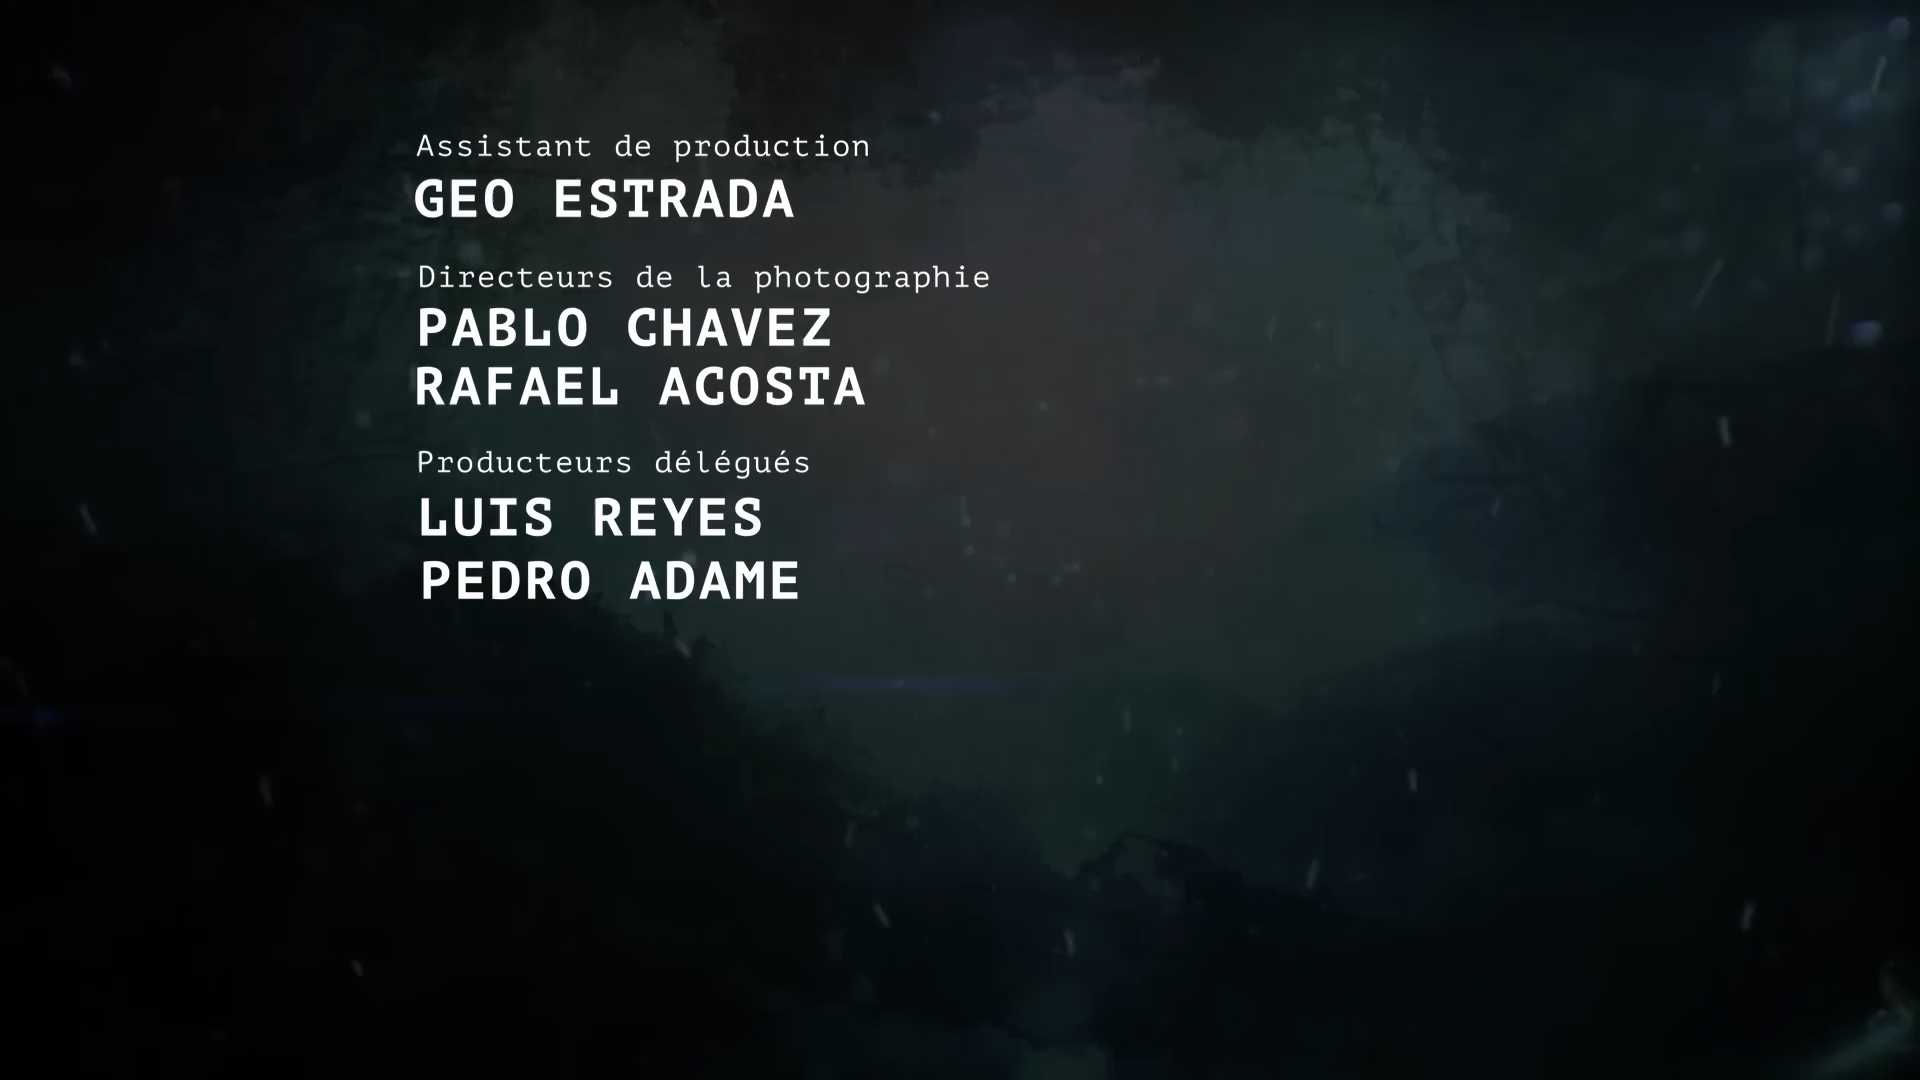 Assistant de production
GEO ESTRADA
Directeurs de la photographie
PABLO CHAVEZ
RAFAEL ACOSTA
Producteurs délégués
LUIS REYES
PEDRO ADAME